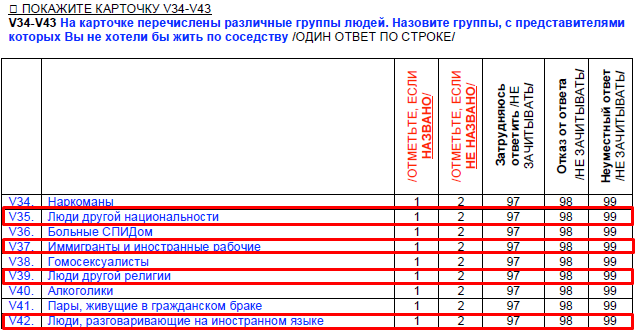 □ ПОКАЖИТЕ КАРТОЧКУ V34-V43
V34-V43 На карточке перечислены различные группы людей. Назовите группы, с представителями
которых Вы не хотели бы жить по соседству /ОДИН ОТВЕТ ПО СТРОКЕ/
/ОТМЕТЬТЕ, ЕСЛИ
НАЗВАНО/
/ОТМЕТЬТЕ, ЕСЛИ
НЕ НАЗВАНО/
Затрудняюсь
ответить /НЕ
ЗАЧИТЫВАТЬ/
Отказ от ответа
/НЕ ЗАЧИТЫВАТЬ/
Неуместный ответ
/НЕ ЗАЧИТЫВАТЬ/
V34. Наркоманы 1 2 97 98 99
V35. Люди другой национальности 1 2 97 98 99
V36. Больные СПИДом 1 2 97 98 99
V37. Иммигранты и иностранные рабочие 1 2 97 98 99
V38. Гомосексуалисты 1 2 97 98 99
V39. Люди другой религии 1 2 97 98 99
V40. Алкоголики 1 2 97 98 99
V41. Пары, живущие в гражданском браке 1 2 97 98 99
V42. Люди, разговаривающие на иностранном языке 1 2 97 98 99